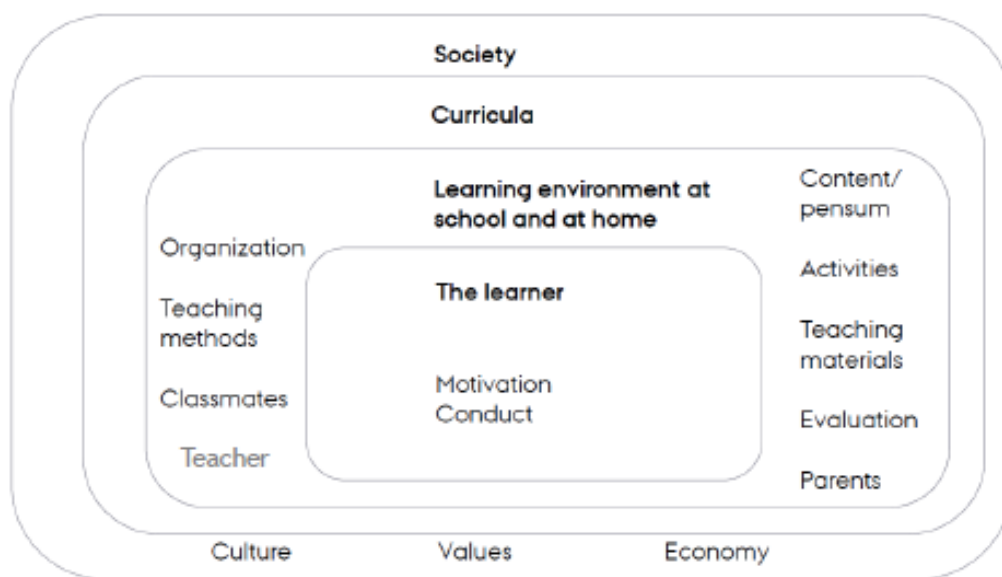 Society
Curricula
Learning environment at
school and at home
Organization
Teaching
methods
Classmates
Teacher
The learner
Motivation
Conduct
Content/
pensum
Activities
Teaching
materials
Evaluation
Parents
Culture
Values
Economy